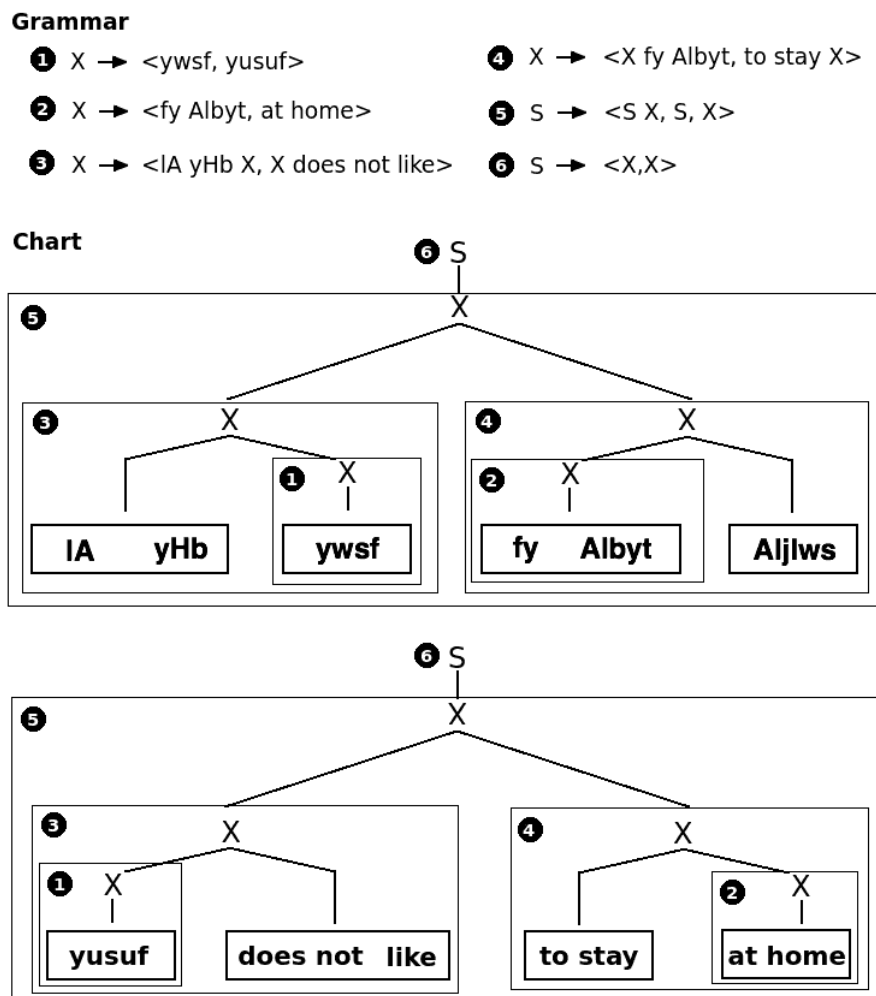 Grammar
1 X → <ywsf, yusuf>
4 X → <X fy Albyt, to stay X>
2 X → <fy Albyt, at home>
5 S → <S X, S, X>
3 X → <lA yHb X, X does not like>
6 S → <X,X>
Chart
6 S
5 X
3 X
4 X
1 X
2 X
lA yHb
ywsf
fy Albyt
Aljlws
6 S
5 X
3 X
4 X
1 X
2 X
yusuf
does not like
to stay
at home